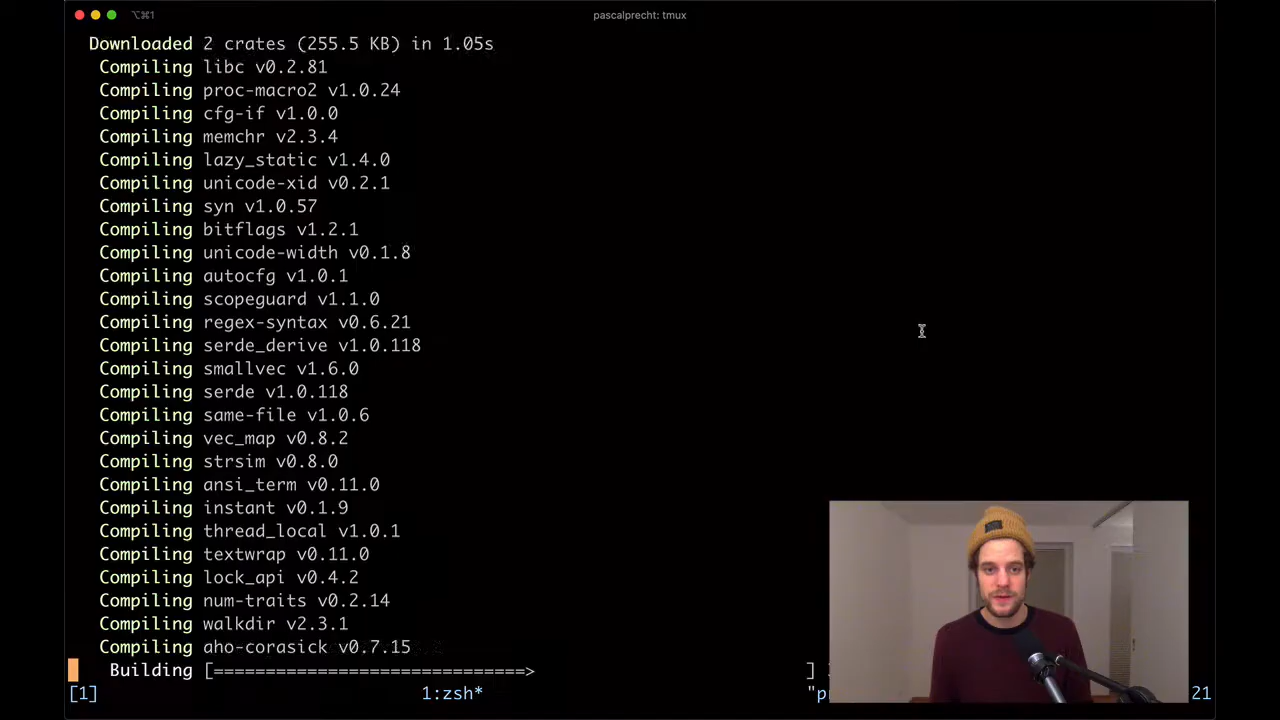 ⌥⌘1
pascalprecht: tmux
Downloaded 2 crates (255.5 KB) in 1.05s
Compiling libc v0.2.81
Compiling proc-macro2 v1.0.24
Compiling cfg-if v1.0.0
Compiling memchr v2.3.4
Compiling lazy_static v1.4.0
Compiling unicode-xid v0.2.1
Compiling syn v1.0.57
Compiling bitflags v1.2.1
Compiling unicode-width v0.1.8
Compiling autocfg v1.0.1
Compiling scopeguard v1.1.0
Compiling regex-syntax v0.6.21
Compiling serde_derive v1.0.118
Compiling smallvec v1.6.0
Compiling serde v1.0.118
Compiling same-file v1.0.6
Compiling vec_map v0.8.2
Compiling strsim v0.8.0
Compiling ansi_term v0.11.0
Compiling instant v0.1.9
Compiling thread_local v1.0.1
Compiling textwrap v0.11.0
Compiling lock_api v0.4.2
Compiling num-traits v0.2.14
Compiling walkdir v2.3.1
Compiling aho-corasick v0.7.15
Building [===========================> ]
[1] 1:zsh* 21